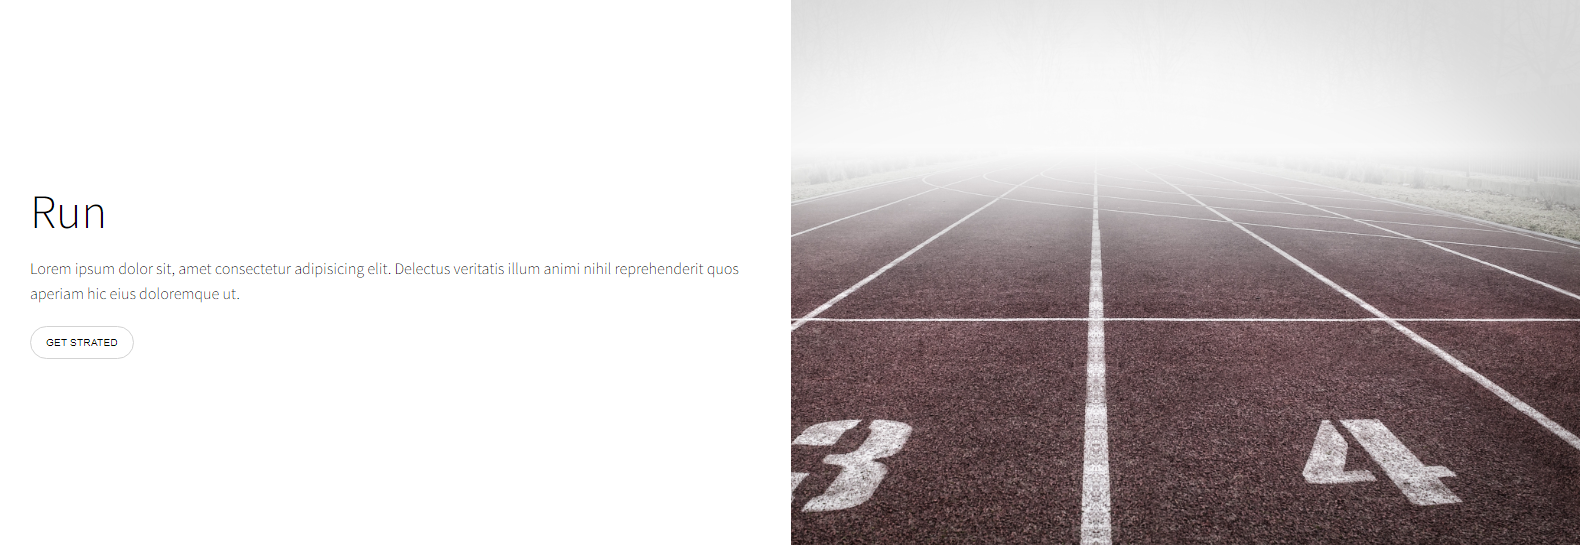 Run
Lorem ipsum dolor sit, amet consectetur adipisicing elit. Delectus veritatis illum animi nihil reprehenderit quos
aperiam hic eius doloremque ut.
GET STRATED
3 4